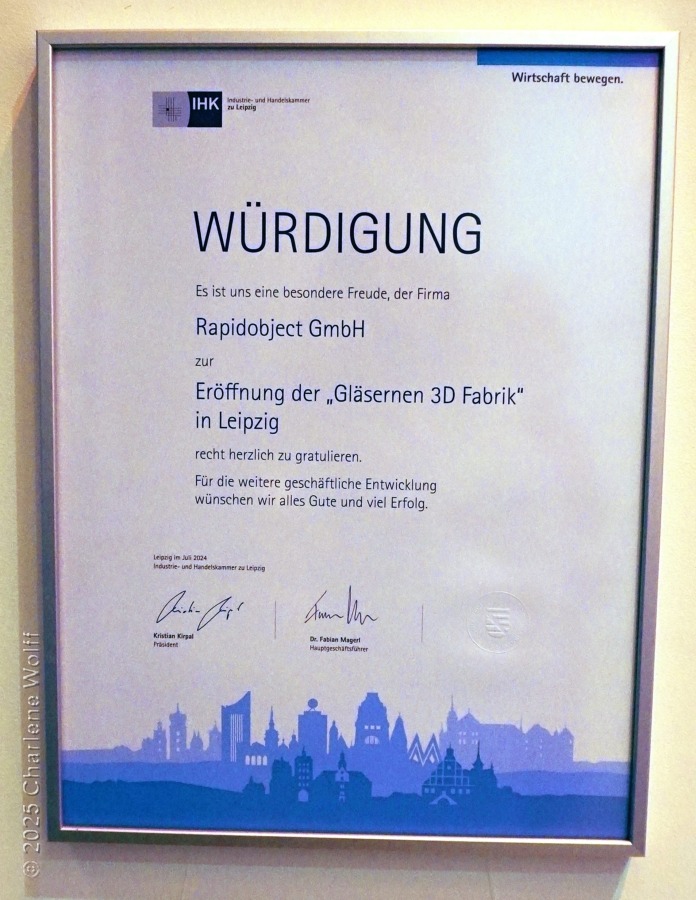 Wirtschaft bewegen.
IHK
Industrie- und Handelskammer
zu Leipzig
WÜRDIGUNG
Es ist uns eine besondere Freude, der Firma
Rapidobject GmbH
zur
Eröffnung der „Gläsernen 3D Fabrik“
in Leipzig
recht herzlich zu gratulieren.
Für die weitere geschäftliche Entwicklung
wünschen wir alles Gute und viel Erfolg.
Leipzig im Juli 2024
Industrie- und Handelskammer zu Leipzig
Kristian Kirpal
Präsident
Dr. Fabian Magerl
Hauptgeschäftsführer
© 2025 Charlene Wolff